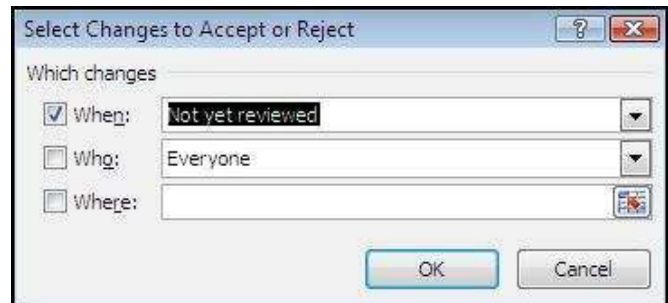 Select Changes to Accept or Reject
Which changes
When: Not yet reviewed
Who: Everyone
Where:
OK Cancel